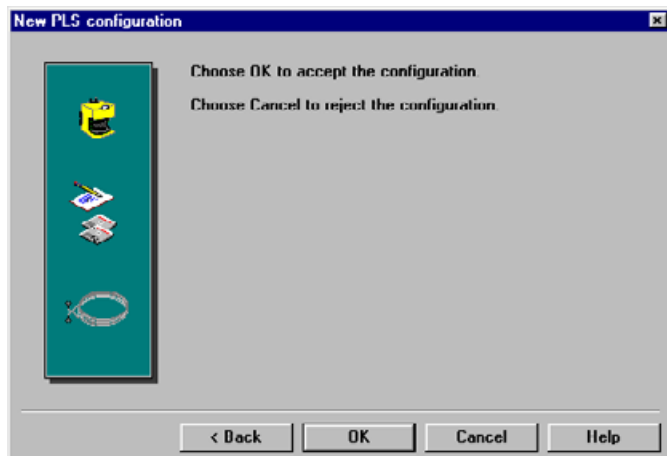 New PLS configuration
Choose OK to accept the configuration.
Choose Cancel to reject the configuration.
< Back
OK
Cancel
Help